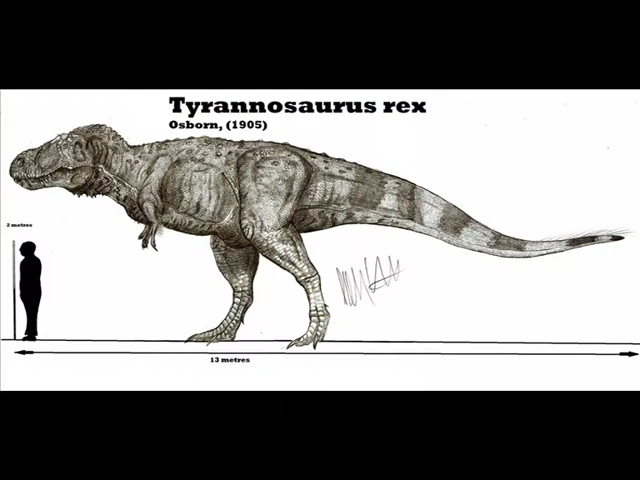 Tyrannosaurus rex
Osborn, (1905)
2 metres
13 metres